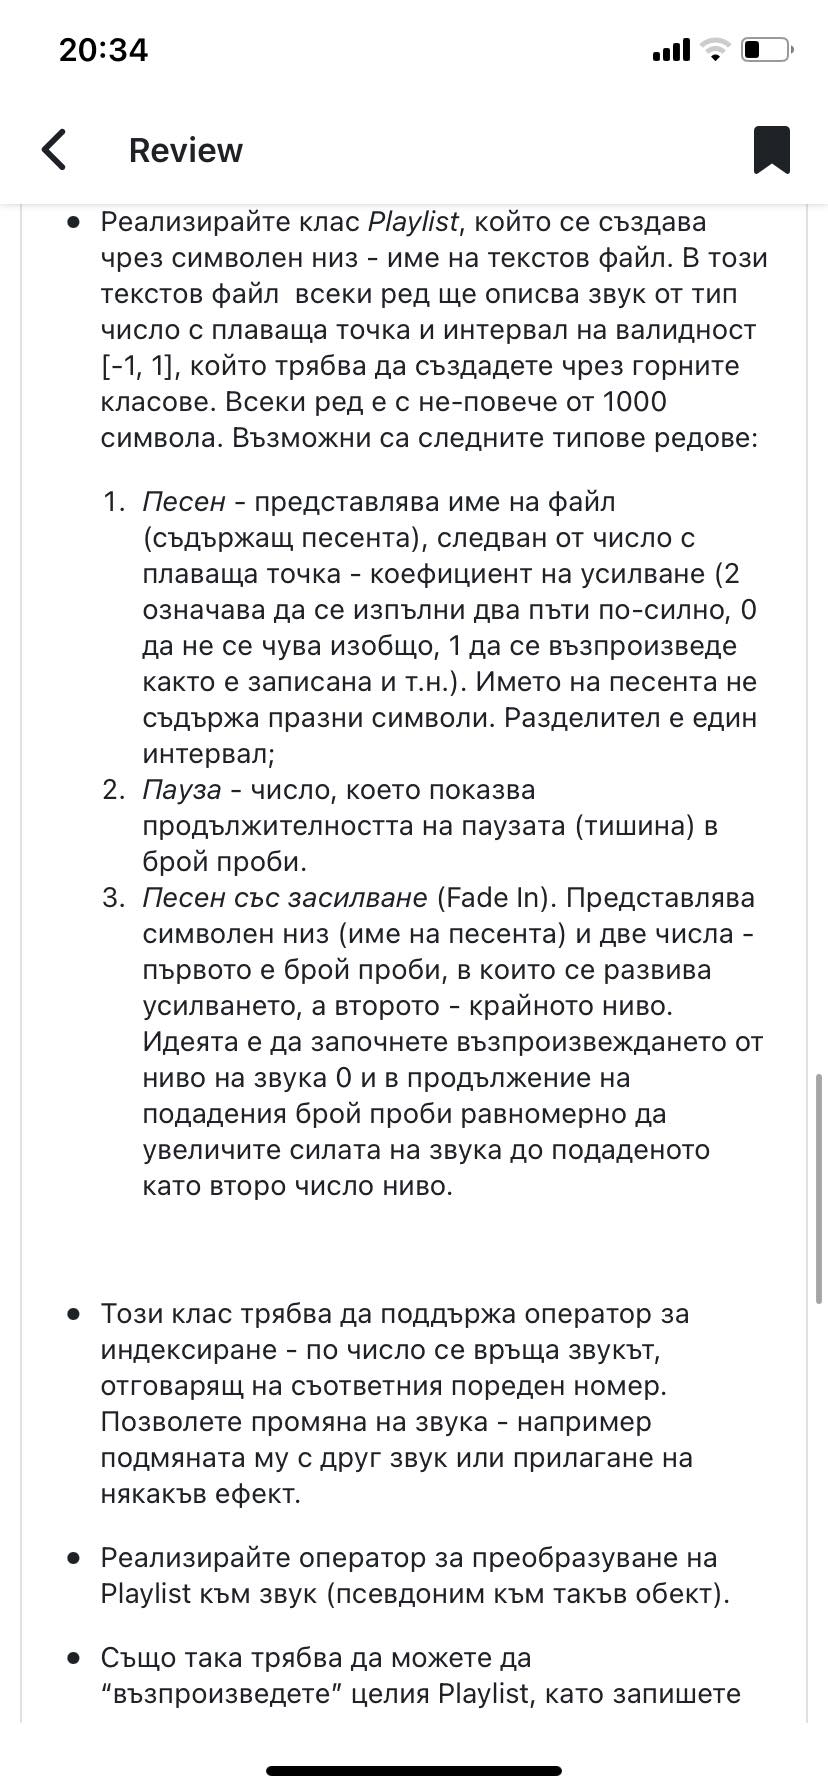 20:34
Review
• Реализирайте клас Playlist, който се създава
чрез символен низ - име на текстов файл. В този
текстов файл  всеки ред ще описва звук от тип
число с плаваща точка и интервал на валидност
[-1, 1], който трябва да създадете чрез горните
класове. Всеки ред е с не-повече от 1000
символа. Възможни са следните типове редове:
1. Песен - представлява име на файл
(съдържащ песента), следван от число с
плаваща точка - коефициент на усилване (2
означава да се изпълни два пъти по-силно, 0
да не се чува изобщо, 1 да се възпроизведе
както е записана и т.н.). Името на песента не
съдържа празни символи. Разделител е един
интервал;
2. Пауза - число, което показва
продължителността на паузата (тишина) в
брой проби.
3. Песен със засилване (Fade In). Представлява
символен низ (име на песента) и две числа -
първото е брой проби, в които се развива
усилването, а второто - крайното ниво.
Идеята е да започнете възпроизвеждането от
ниво на звука 0 и в продължение на
подадения брой проби равномерно да
увеличите силата на звука до подаденото
като второ число ниво.
• Този клас трябва да поддържа оператор за
индексиране - по число се връща звукът,
отговарящ на съответния пореден номер.
Позволете промяна на звука - например
подмяната му с друг звук или прилагане на
някакъв ефект.
• Реализирайте оператор за преобразуване на
Playlist към звук (псевдоним към такъв обект).
• Също така трябва да можете да
“възпроизведете” целия Playlist, като запишете